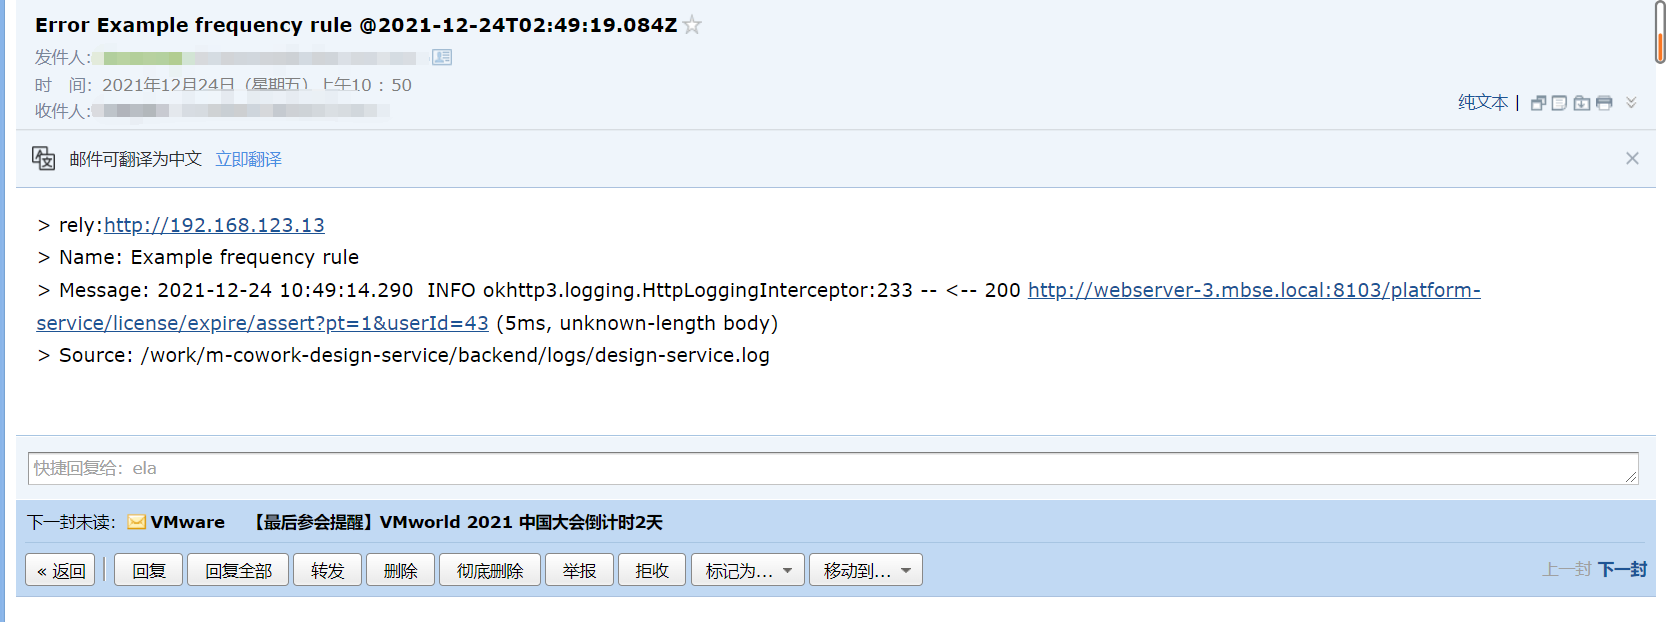 Error Example frequency rule @2021-12-24T02:49:19.084Z
发件人:
时 间: 2021年12月24日 (星期五) 上午10 : 50
收件人:
纯文本 |
邮件可翻译为中文 立即翻译
> rely:http://192.168.123.13
> Name: Example frequency rule
> Message: 2021-12-24 10:49:14.290  INFO okhttp3.logging.HttpLoggingInterceptor:233 -- <-- 200 http://webserver-3.mbse.local:8103/platform-
service/license/expire/assert?pt=1&userId=43 (5ms, unknown-length body)
> Source: /work/m-cowork-design-service/backend/logs/design-service.log
快捷回复给: ela
下一封未读: VMware 【最后参会提醒】VMworld 2021 中国大会倒计时2天
« 返回 回复 回复全部 转发 删除 彻底删除 举报 拒收 标记为... 移动到... 上一封 下一封